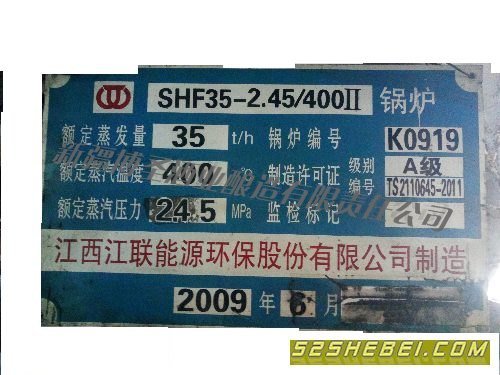 SHF35-2.45/400II 锅炉
额定蒸发量 35 t/h 锅炉编号 K0919
额定蒸汽温度 400 ℃ 制造许可证 级别 A级
编号 TS2110645-2011
额定蒸汽压力 24.5 MPa 监检标记
江西江联能源环保股份有限公司制造
2009 年 6 月
52SHEBEI.COM